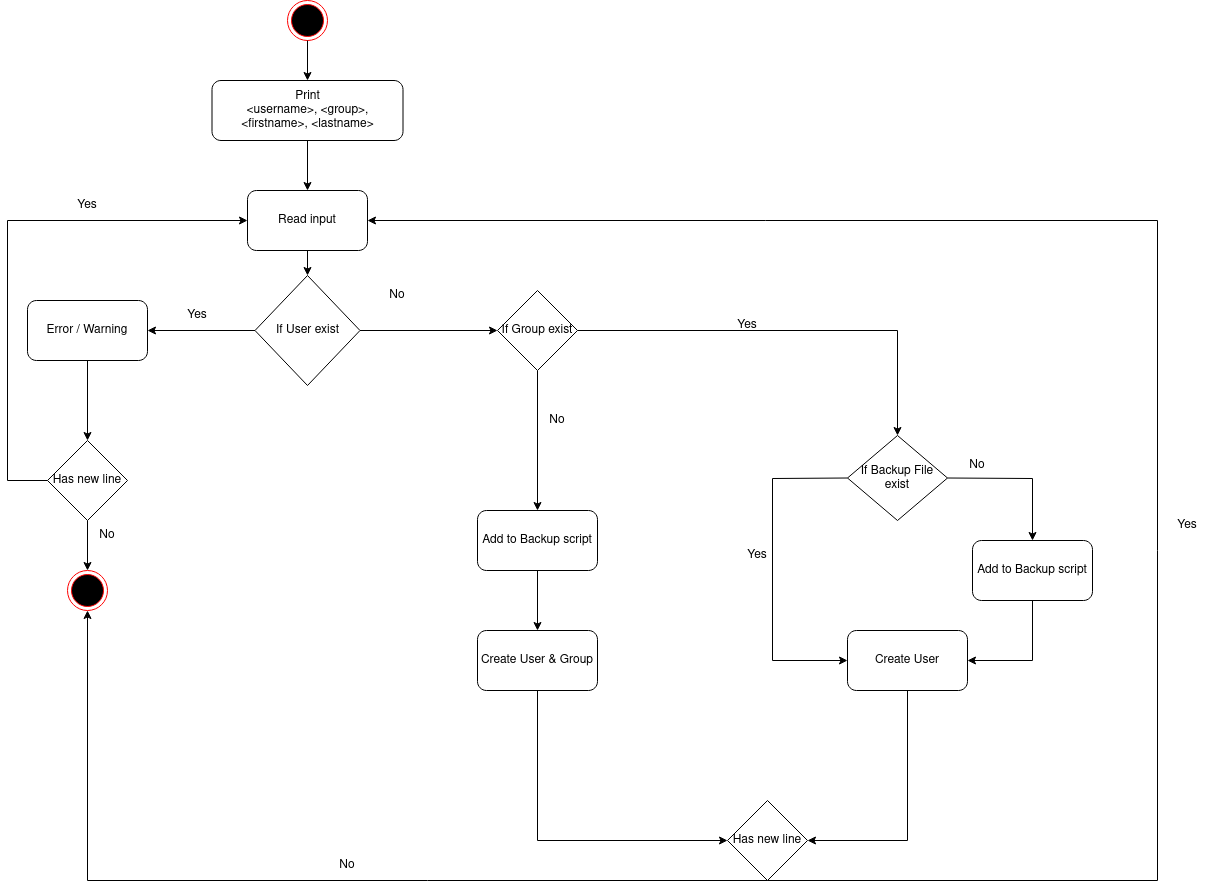 Print
<username>, <group>,
<firstname>, <lastname>
Yes
Read input
No
Yes
Error / Warning
If User exist
If Group exist
Yes
No
If Backup File
exist
No
Has new line
No
Yes
Yes
Add to Backup script
Add to Backup script
Create User & Group
Create User
Has new line
No